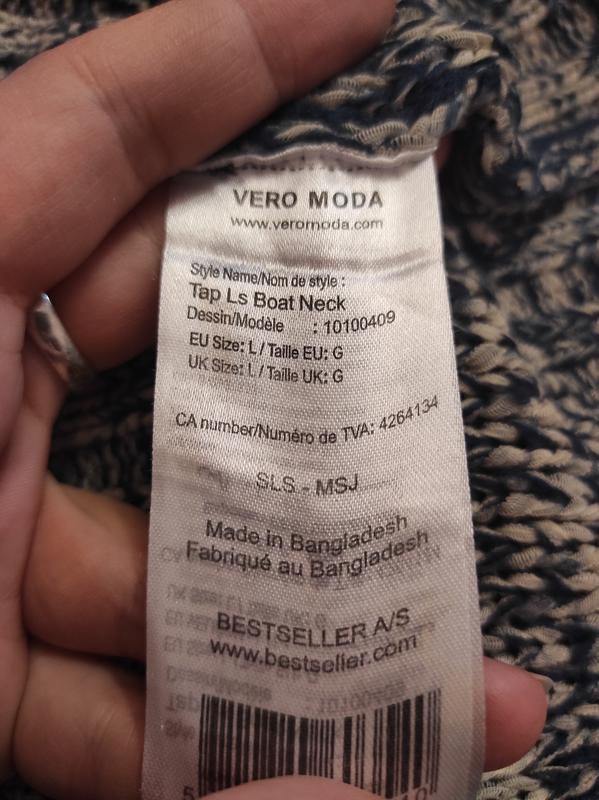 VERO MODA
www.veromoda.com
Style Name/Nom de style :
Tap Ls Boat Neck
Dessin/Modèle : 10100409
EU Size: L / Taille EU: G
UK Size: L / Taille UK: G
CA number/Numéro de TVA: 4264134
SLS - MSJ
Made in Bangladesh
Fabriqué au Bangladesh
BESTSELLER A/S
www.bestseller.com
5